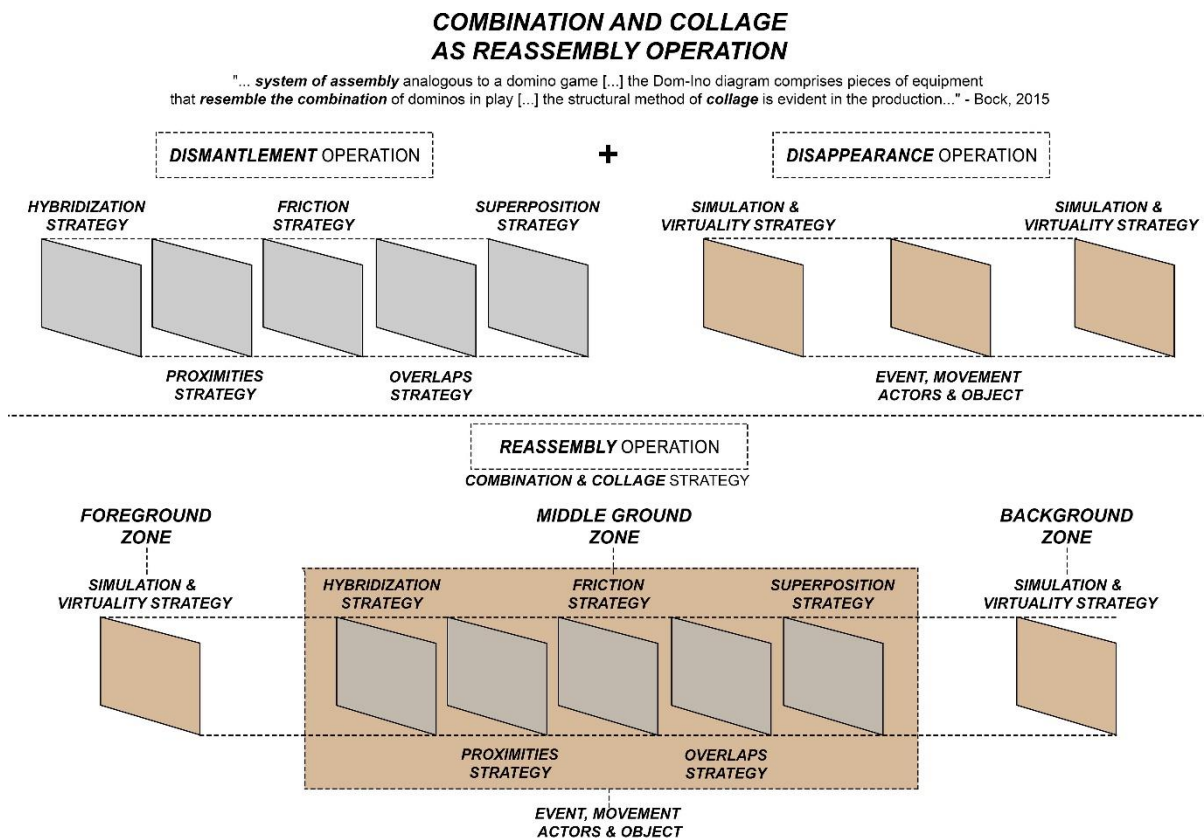 COMBINATION AND COLLAGE
AS REASSEMBLY OPERATION
"... system of assembly analogous to a domino game [...] the Dom-Ino diagram comprises pieces of equipment
that resemble the combination of dominos in play [...] the structural method of collage is evident in the production..." - Bock, 2015
DISMANTLEMENT OPERATION
+
DISAPPEARANCE OPERATION
HYBRIDIZATION
STRATEGY
FRICTION
STRATEGY
SUPERPOSITION
STRATEGY
SIMULATION &
VIRTUALITY STRATEGY
SIMULATION &
VIRTUALITY STRATEGY
PROXIMITIES
STRATEGY
OVERLAPS
STRATEGY
EVENT, MOVEMENT
ACTORS & OBJECT
REASSEMBLY OPERATION
COMBINATION & COLLAGE STRATEGY
FOREGROUND
ZONE
MIDDLE GROUND
ZONE
BACKGROUND
ZONE
SIMULATION &
VIRTUALITY STRATEGY
HYBRIDIZATION
STRATEGY
FRICTION
STRATEGY
SUPERPOSITION
STRATEGY
SIMULATION &
VIRTUALITY STRATEGY
PROXIMITIES
STRATEGY
OVERLAPS
STRATEGY
EVENT, MOVEMENT
ACTORS & OBJECT